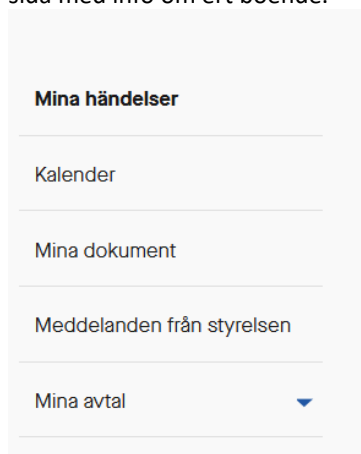 sida med info om ert boende.
Mina händelser
Kalender
Mina dokument
Meddelanden från styrelsen
Mina avtal